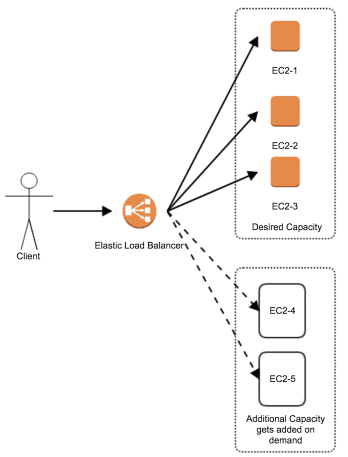 EC2-1
EC2-2
EC2-3
Desired Capacity
Client
Elastic Load Balancer
EC2-4
EC2-5
Additional Capacity
gets added on
demand